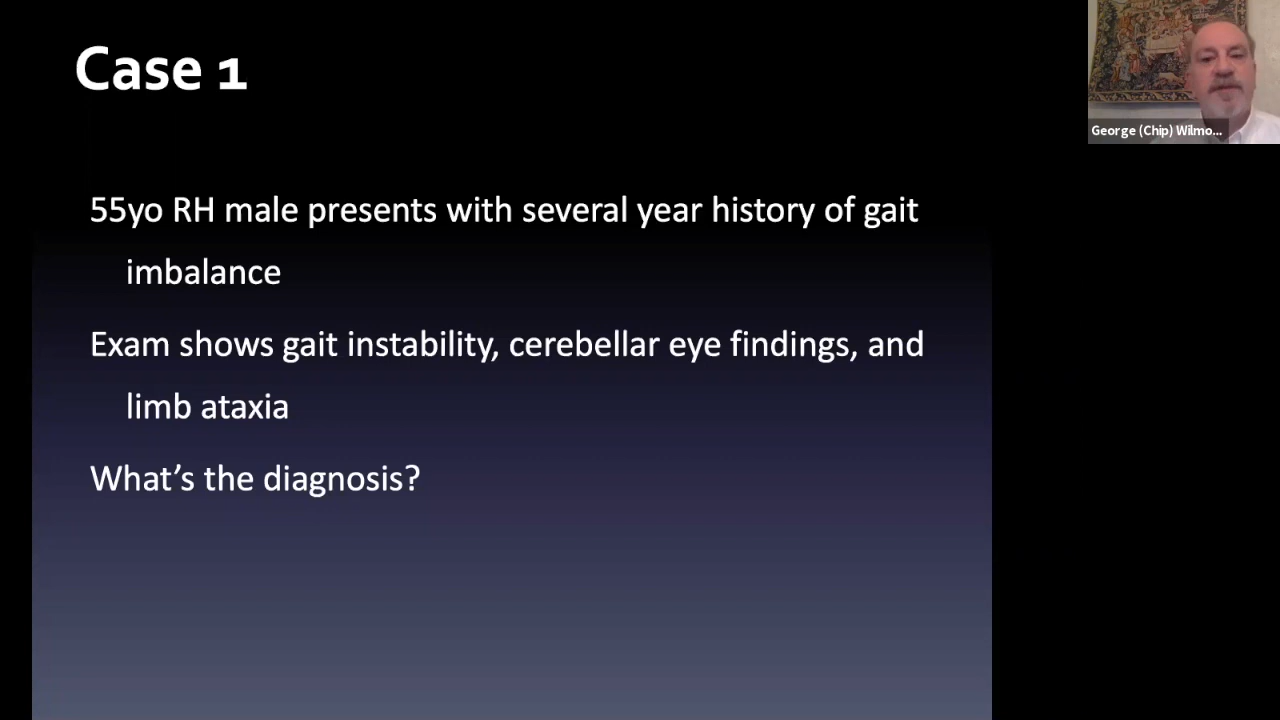 Case 1
George (Chip) Wilmo...
55yo RH male presents with several year history of gait
imbalance
Exam shows gait instability, cerebellar eye findings, and
limb ataxia
What's the diagnosis?